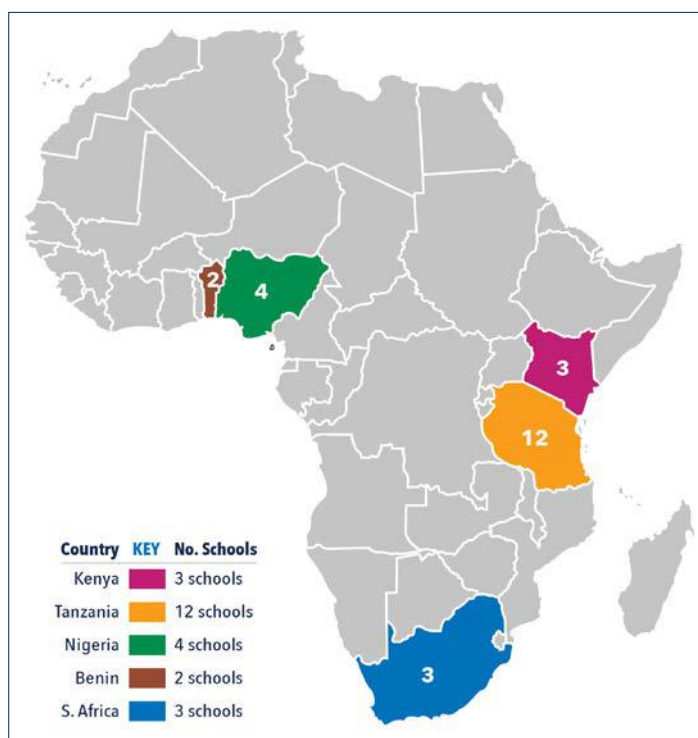 2
4
3
12
3
Country KEY No. Schools
Kenya 3 schools
Tanzania 12 schools
Nigeria 4 schools
Benin 2 schools
S. Africa 3 schools